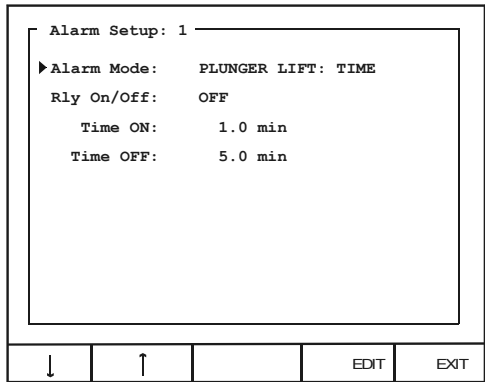 Alarm Setup: 1
Alarm Mode: PLUNGER LIFT: TIME
Rly On/Off: OFF
Time ON: 1.0 min
Time OFF: 5.0 min
↓ ↑ EDIT EXIT